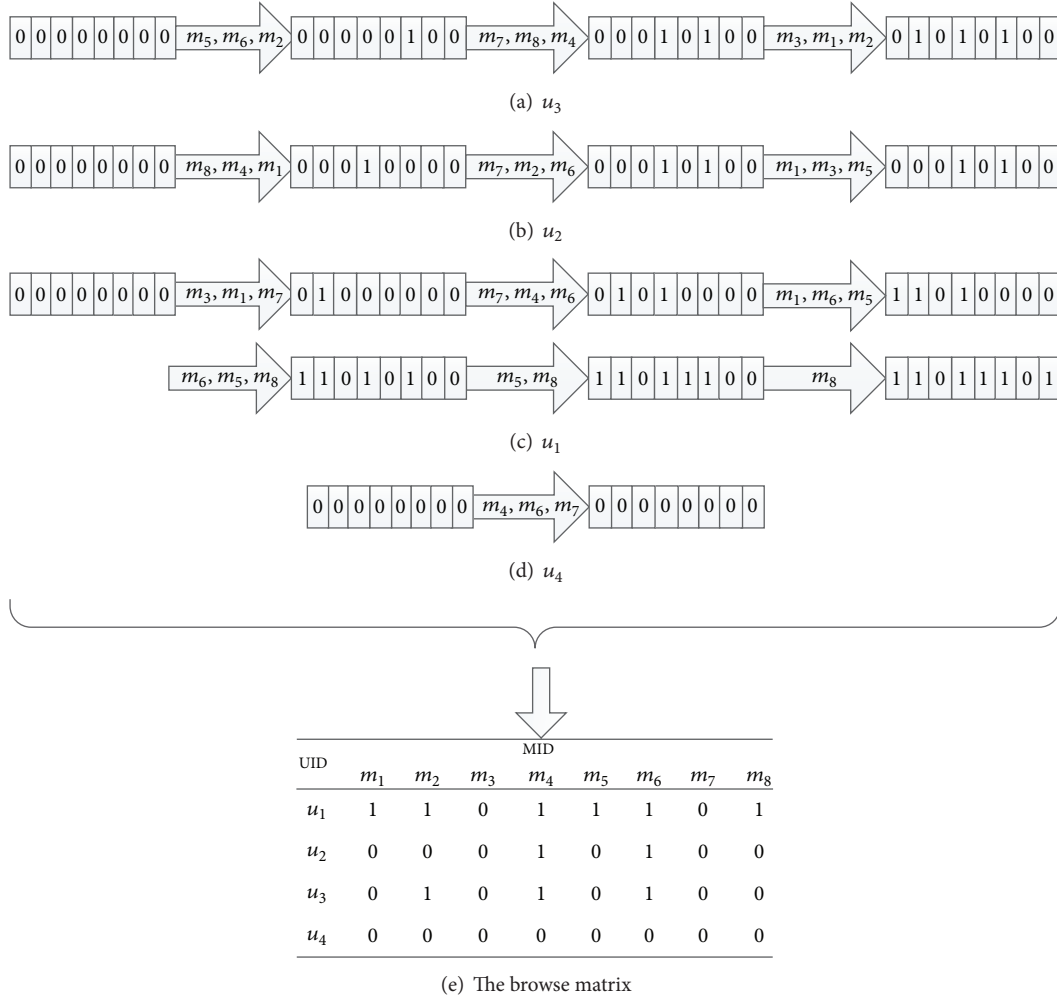 0 0 0 0 0 0 0 0 m5, m6, m2 0 0 0 0 0 1 0 0 m7, m8, m4 0 0 0 1 0 1 0 0 m3, m1, m2 0 1 0 1 0 1 0 0
(a) u3
0 0 0 0 0 0 0 0 m8, m4, m1 0 0 0 1 0 0 0 0 m7, m2, m6 0 0 0 1 0 1 0 0 m1, m3, m5 0 0 0 1 0 1 0 0
(b) u2
0 0 0 0 0 0 0 0 m3, m1, m7 0 1 0 0 0 0 0 0 m7, m4, m6 0 1 0 1 0 0 0 0 m1, m6, m5 1 1 0 1 0 0 0 0
m6, m5, m8 1 1 0 1 0 1 0 0 m5, m8 1 1 0 1 1 1 0 0 m8 1 1 0 1 1 1 0 1
(c) u1
0 0 0 0 0 0 0 0 m4, m6, m7 0 0 0 0 0 0 0 0
(d) u4
MID
UID
m1 m2 m3 m4 m5 m6 m7 m8
u1 1 1 0 1 1 1 0 1
u2 0 0 0 1 0 1 0 0
u3 0 1 0 1 0 1 0 0
u4 0 0 0 0 0 0 0 0
(e) The browse matrix